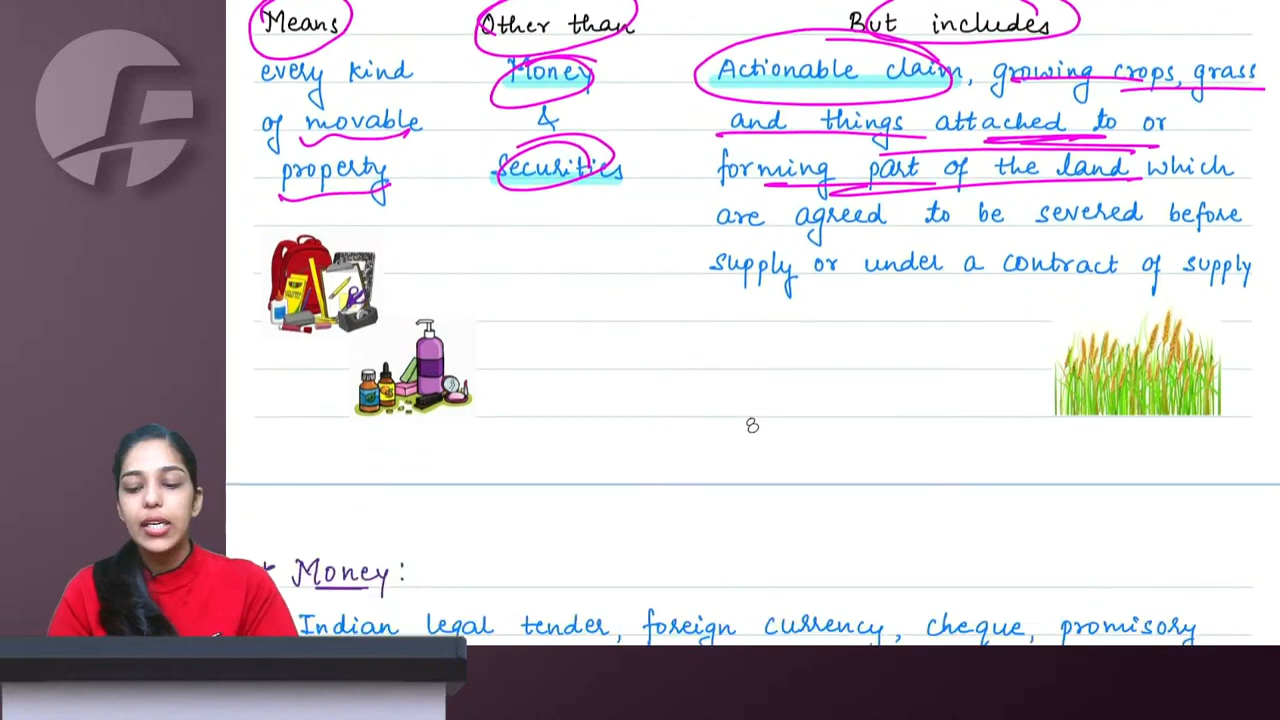 Means Other than But includes
every kind Money Actionable claim, growing crops, grass
of movable & and things attached to or
property Securities forming part of the land which
are agreed to be severed before
supply or under a contract of supply
8
* Money:
Indian legal tender, foreign currency, cheque, promisory